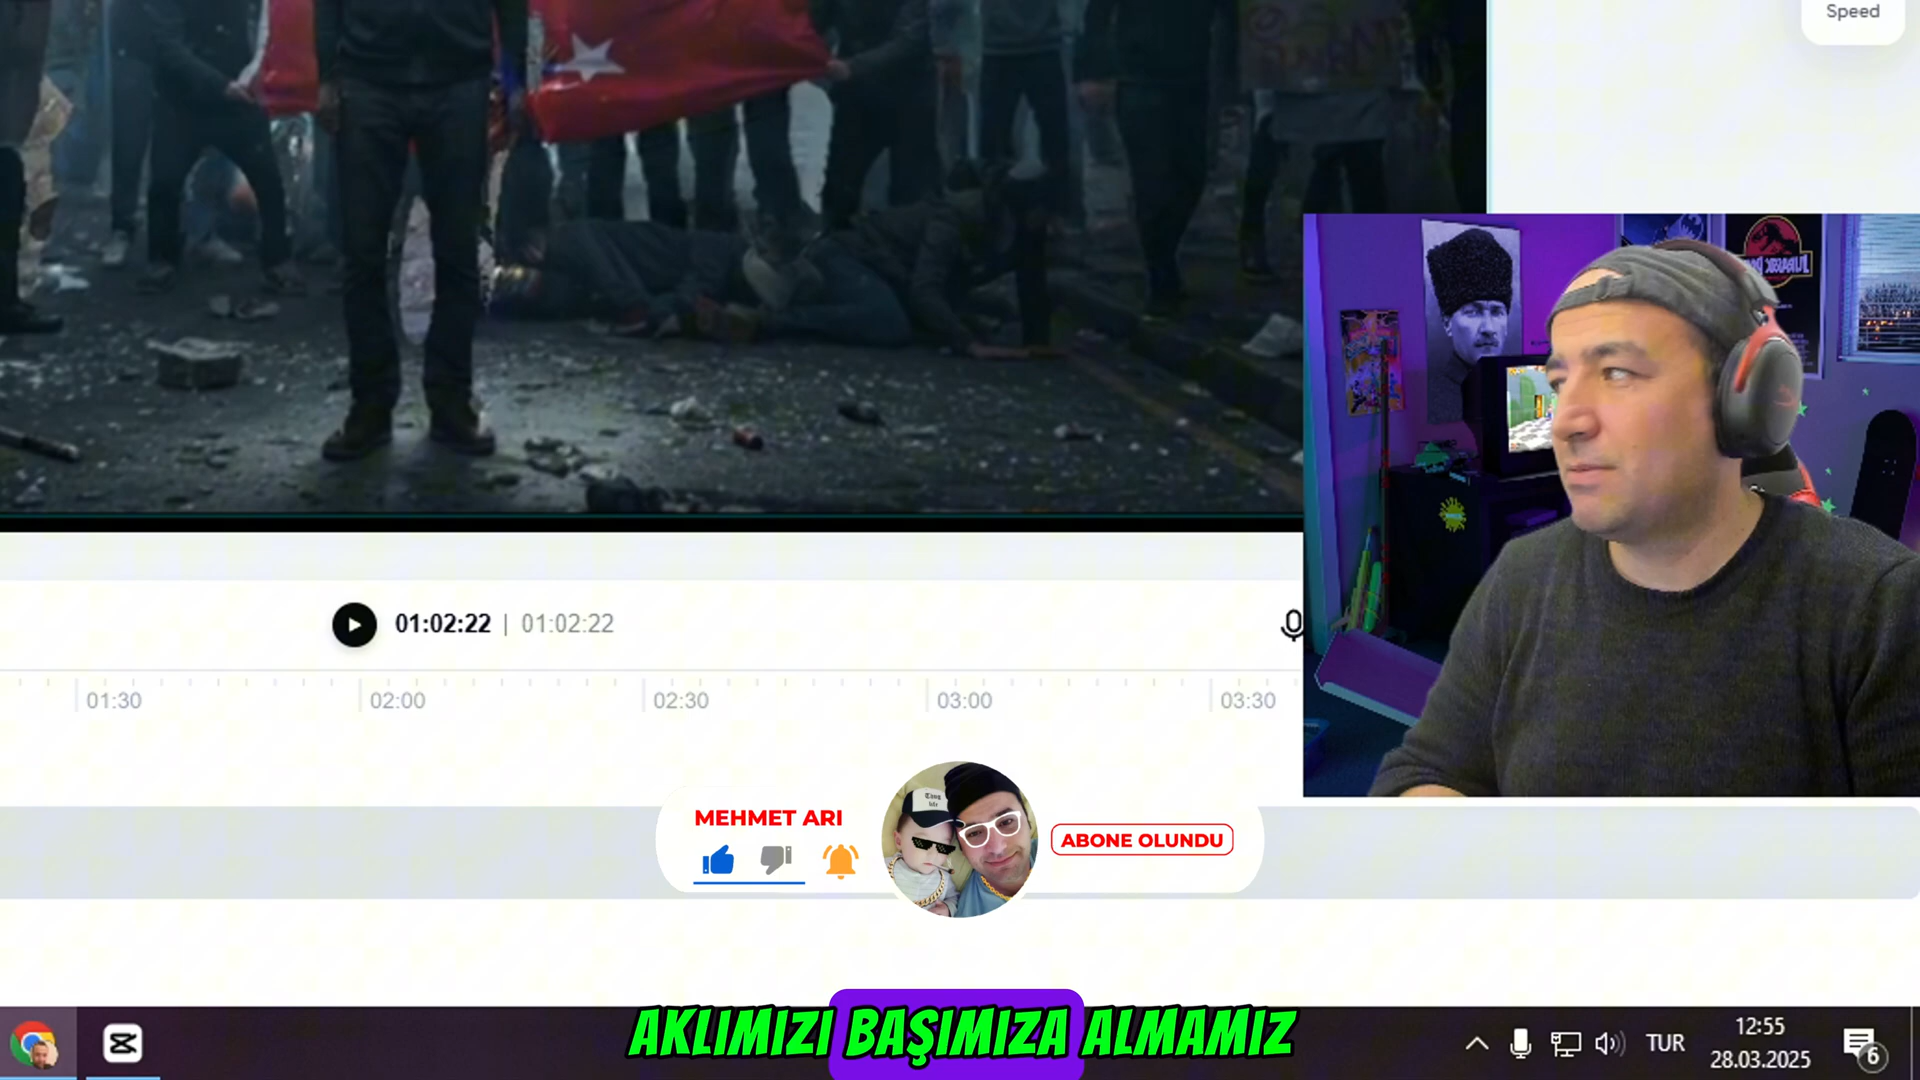 Speed
01:02:22 | 01:02:22
01:30 02:00 02:30 03:00 03:30
MEHMET ARI
ABONE OLUNDU
AKLIMIZI BAŞIMIZA ALMAMIZ
TUR
12:55
28.03.2025
6